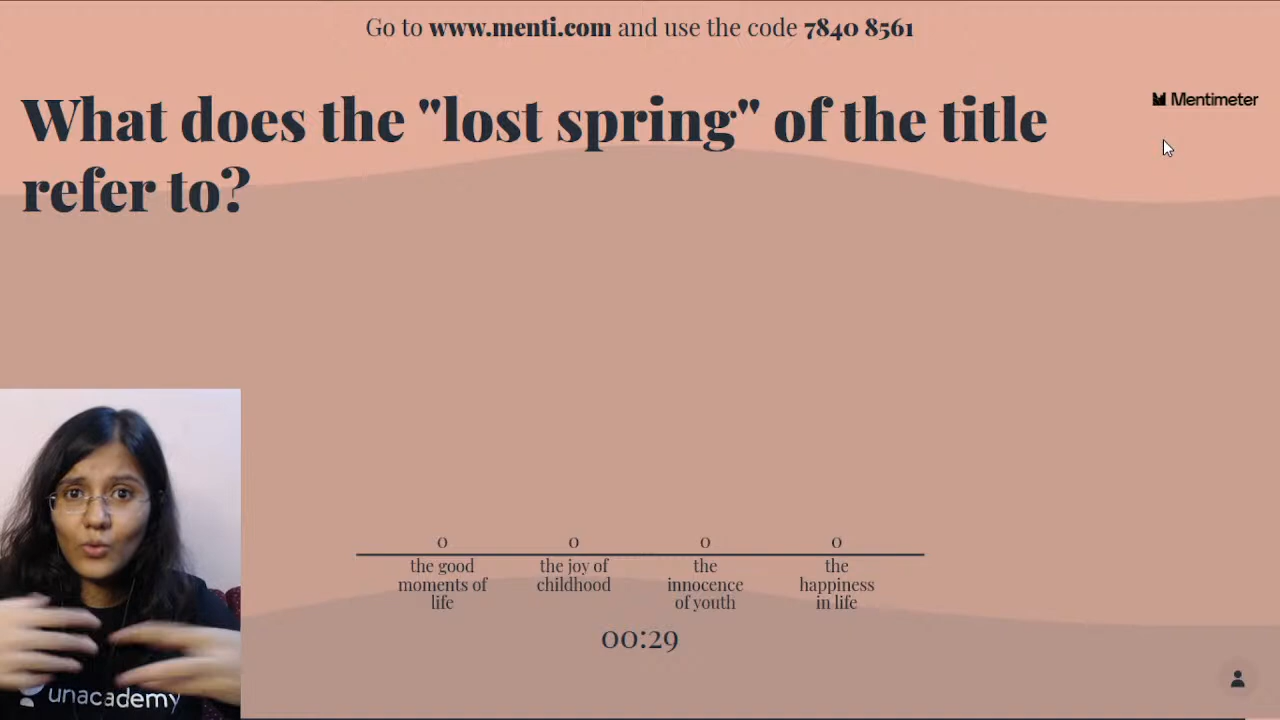 Go to www.menti.com and use the code 7840 8561
Mentimeter
What does the "lost spring" of the title
refer to?
0 0 0 0
the good
moments of
life
the joy of
childhood
the
innocence
of youth
the
happiness
in life
00:29
unacademy